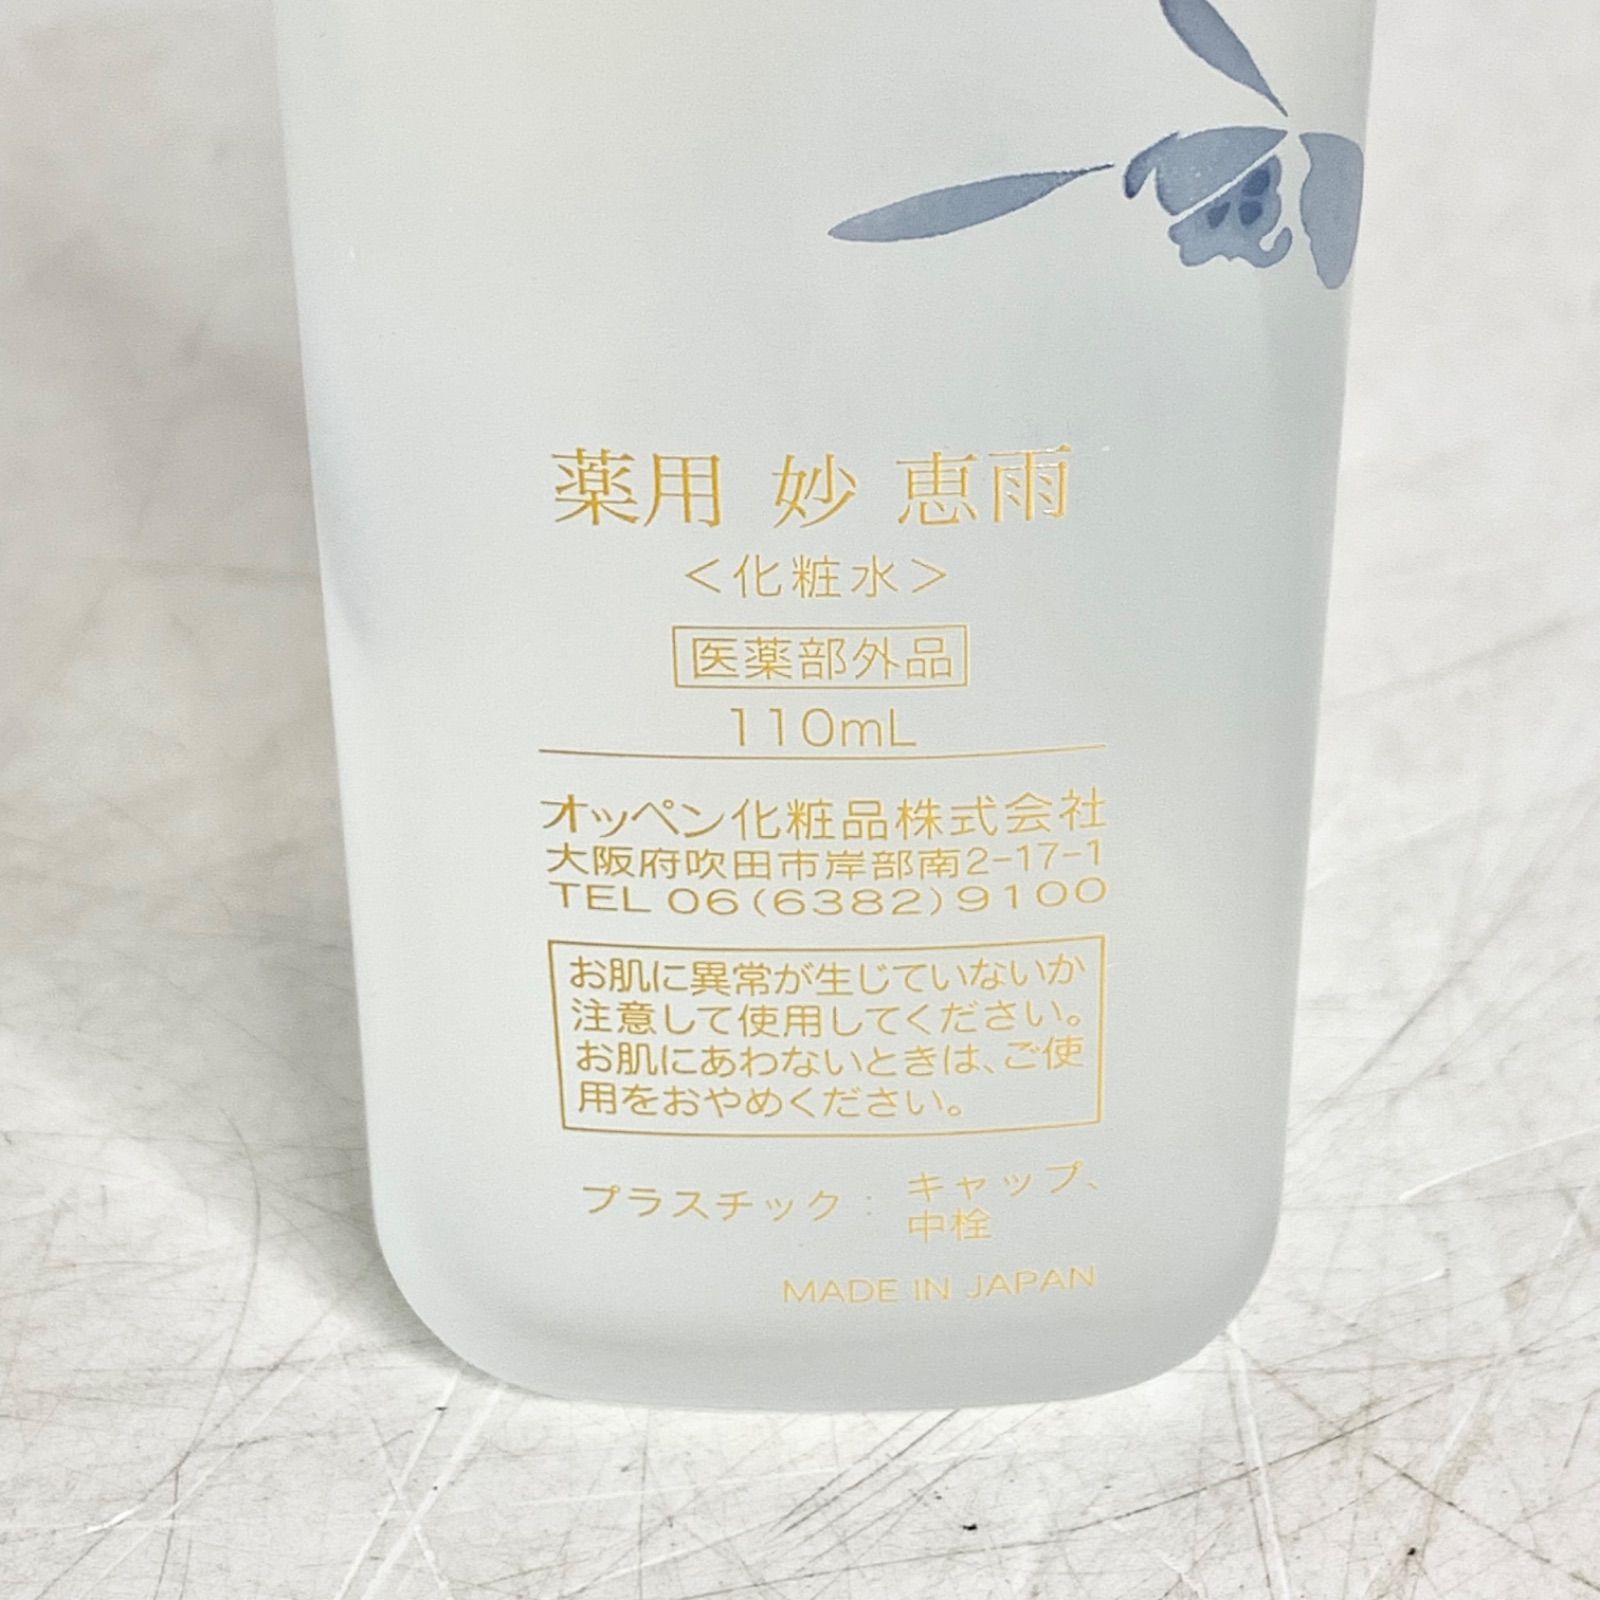 薬用 妙 恵雨
＜化粧水＞
医薬部外品
110mL
オッペン化粧品株式会社
大阪府吹田市岸部南2-17-1
TEL 06(6382)9100
お肌に異常が生じていないか
注意して使用してください。
お肌にあわないときは、ご使
用をおやめください。
プラスチック： キャップ、
中栓
MADE IN JAPAN